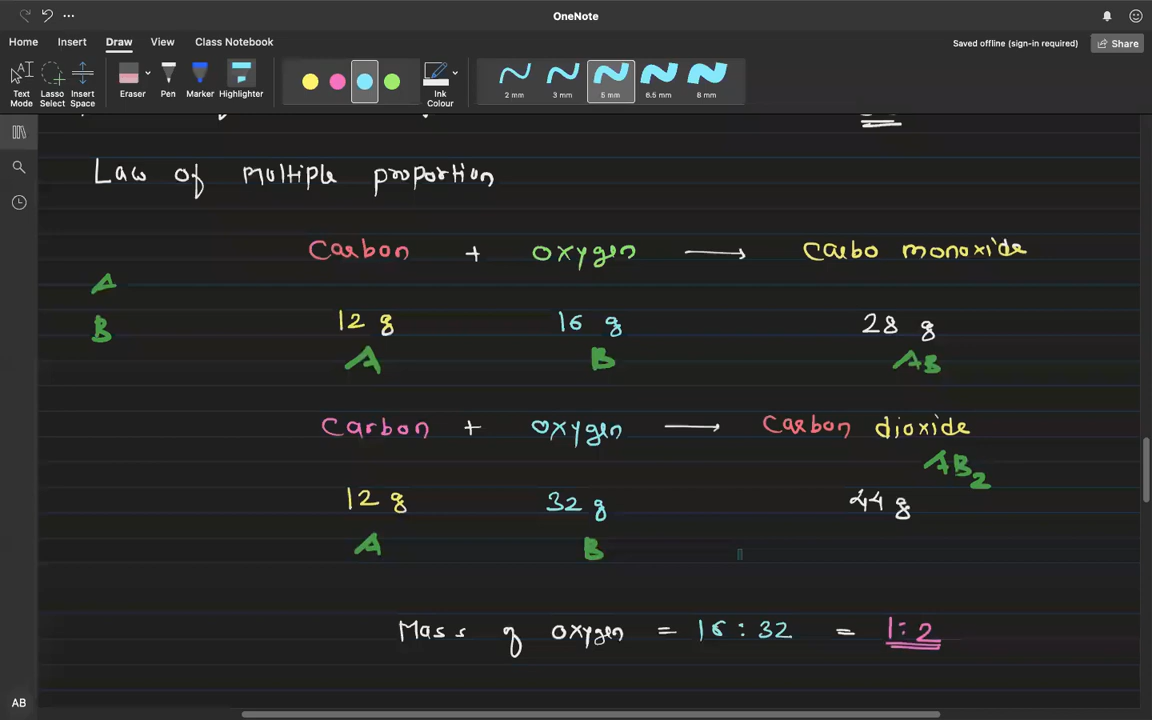 OneNote
Home Insert Draw View Class Notebook
Saved offline (sign-in required) Share
Text Mode
Lasso Select
Insert Space
Eraser
Pen
Marker
Highlighter
Ink Colour
2 mm
3 mm
5 mm
6.5 mm
8 mm
Law of multiple proportion
Carbon + oxygen → Carbo monoxide
A
B
12 g 16 g 28 g
A B AB
Carbon + oxygen → Carbon dioxide
AB2
12 g 32 g 44 g
A B
Mass of oxygen = 16 : 32 = 1 : 2
AB